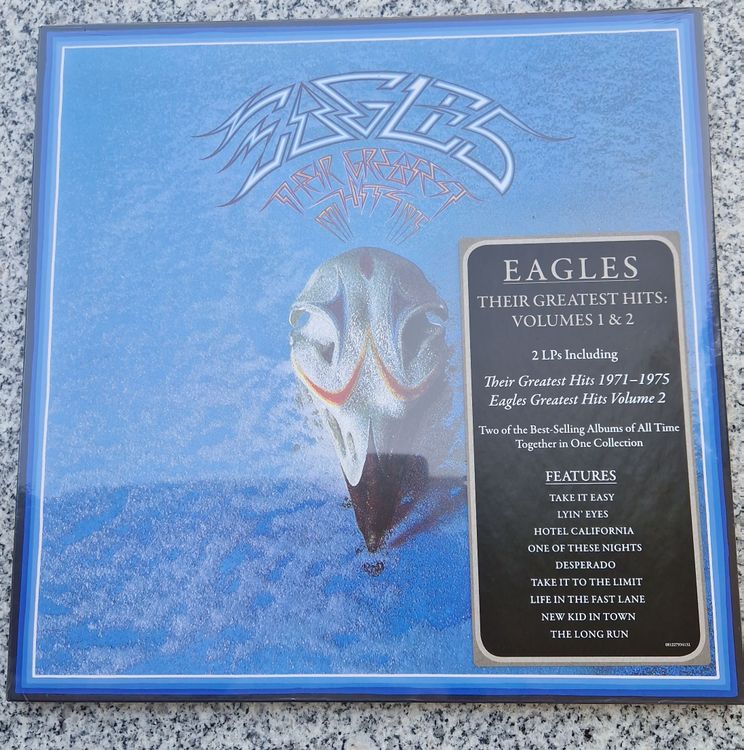 EAGLES
THEIR GREATEST
HITS
EAGLES
THEIR GREATEST HITS:
VOLUMES 1 & 2
2 LPs Including
Their Greatest Hits 1971–1975
Eagles Greatest Hits Volume 2
Two of the Best-Selling Albums of All Time
Together in One Collection
FEATURES
TAKE IT EASY
LYIN' EYES
HOTEL CALIFORNIA
ONE OF THESE NIGHTS
DESPERADO
TAKE IT TO THE LIMIT
LIFE IN THE FAST LANE
NEW KID IN TOWN
THE LONG RUN